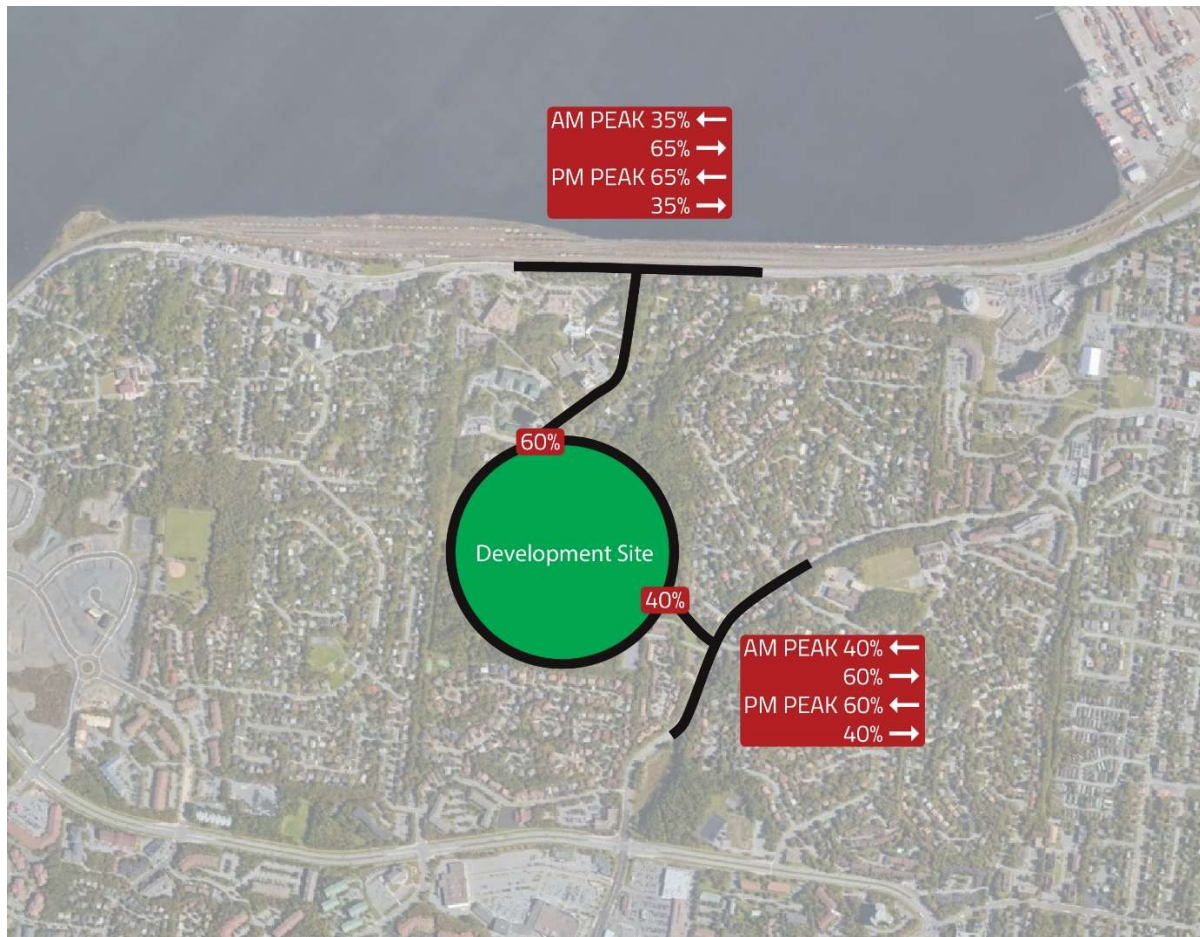 AM PEAK 35% ←
65% →
PM PEAK 65% ←
35% →
60%
Development Site
40%
AM PEAK 40% ←
60% →
PM PEAK 60% ←
40% →